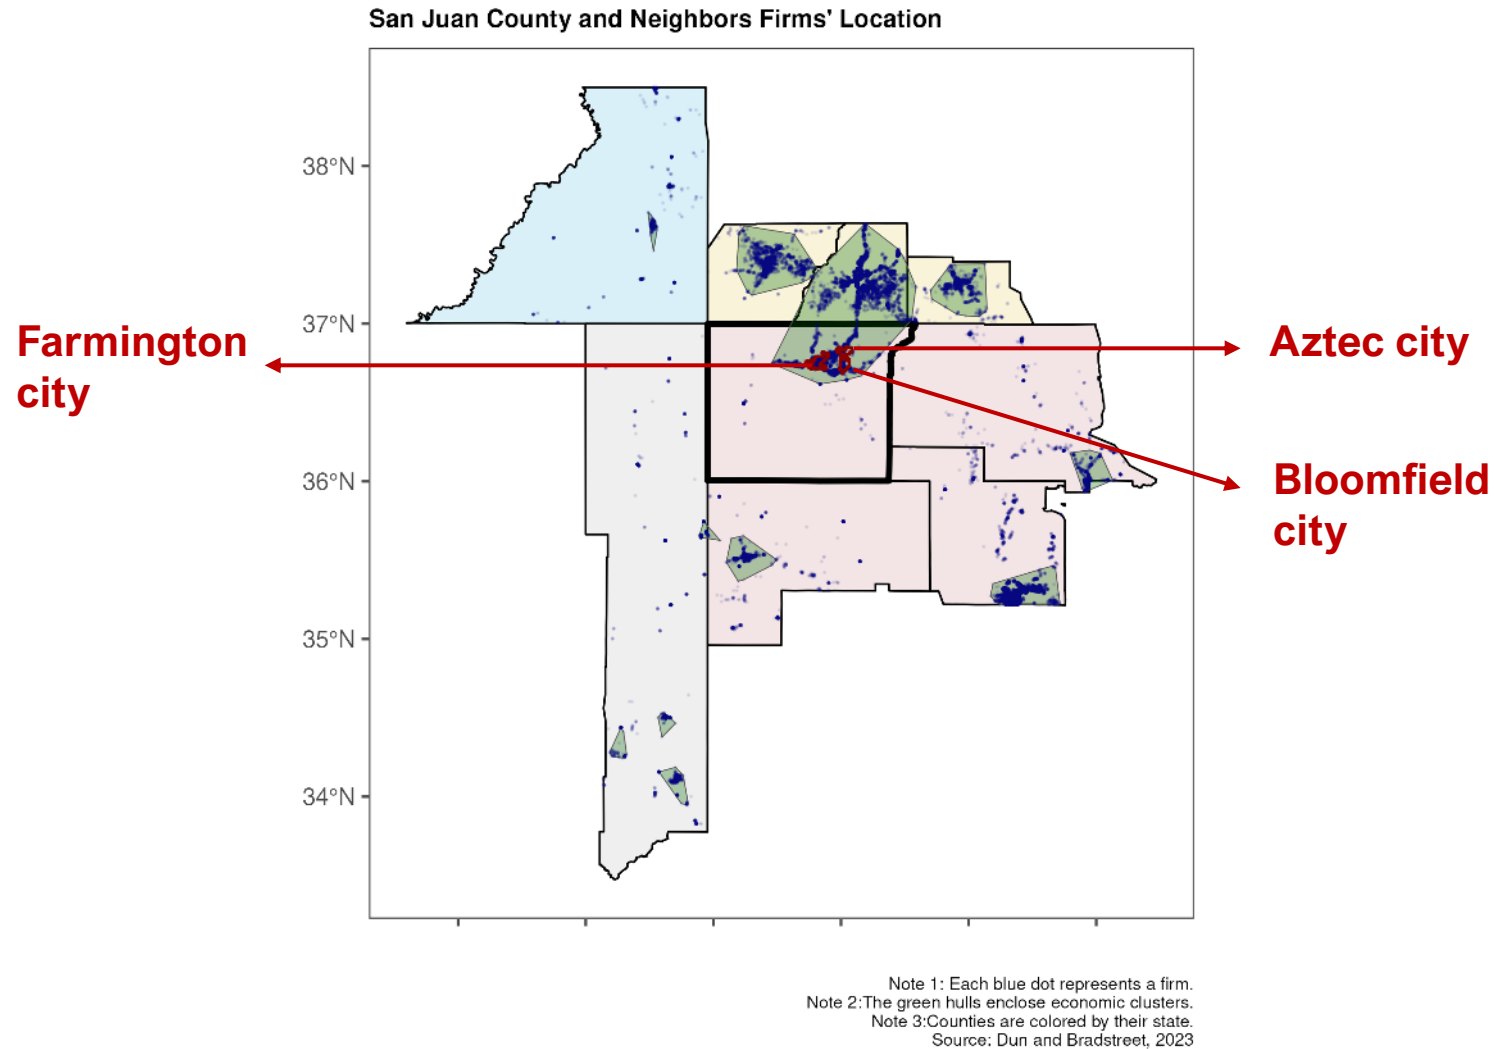 San Juan County and Neighbors Firms' Location
38°N
37°N
36°N
35°N
34°N
Farmington
city
Aztec city
Bloomfield
city
Note 1: Each blue dot represents a firm.
Note 2:The green hulls enclose economic clusters.
Note 3:Counties are colored by their state.
Source: Dun and Bradstreet, 2023